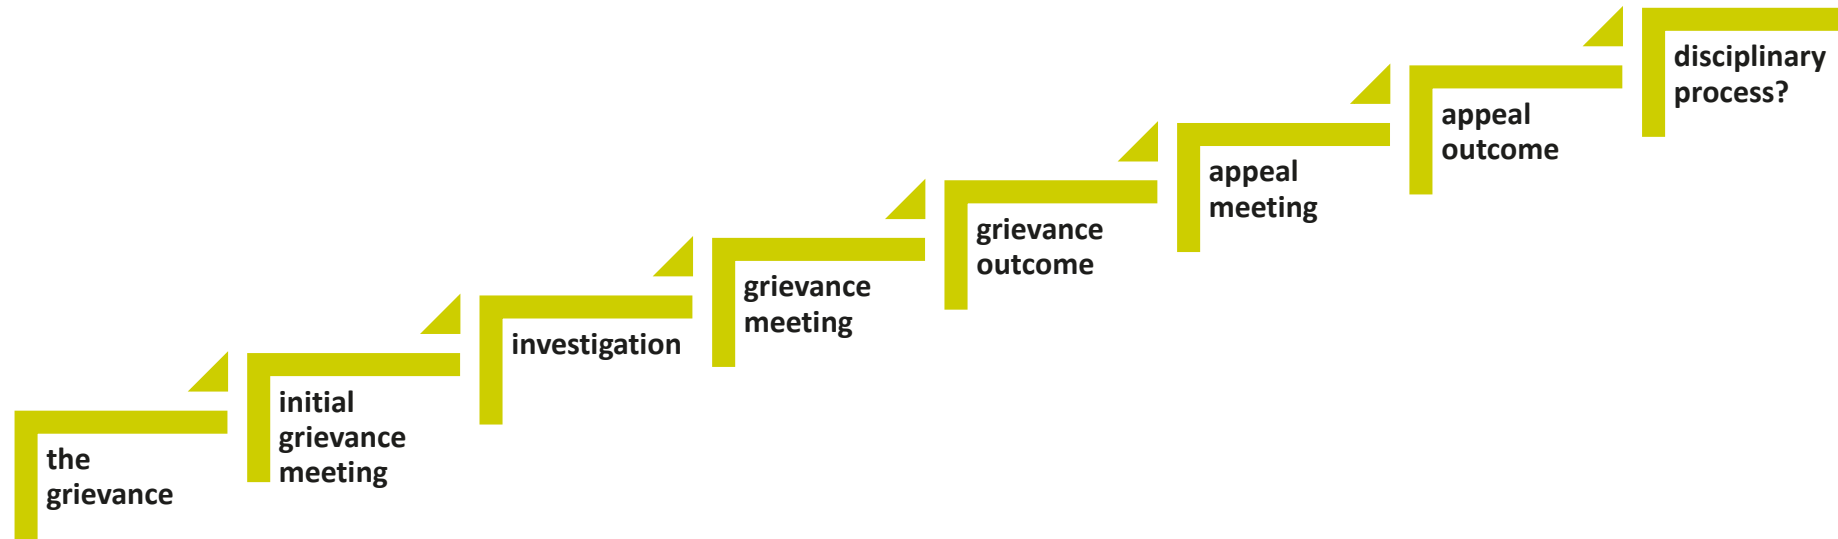 the
grievance
initial
grievance
meeting
investigation
grievance
meeting
grievance
outcome
appeal
meeting
appeal
outcome
disciplinary
process?